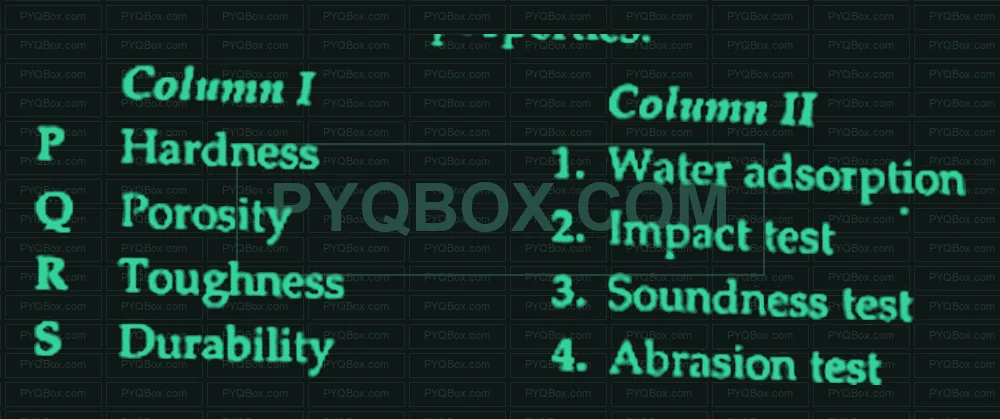 properties.
Column I
Column II
P Hardness
1. Water adsorption
Q Porosity
2. Impact test
R Toughness
3. Soundness test
S Durability
4. Abrasion test
PYQBOX.COM